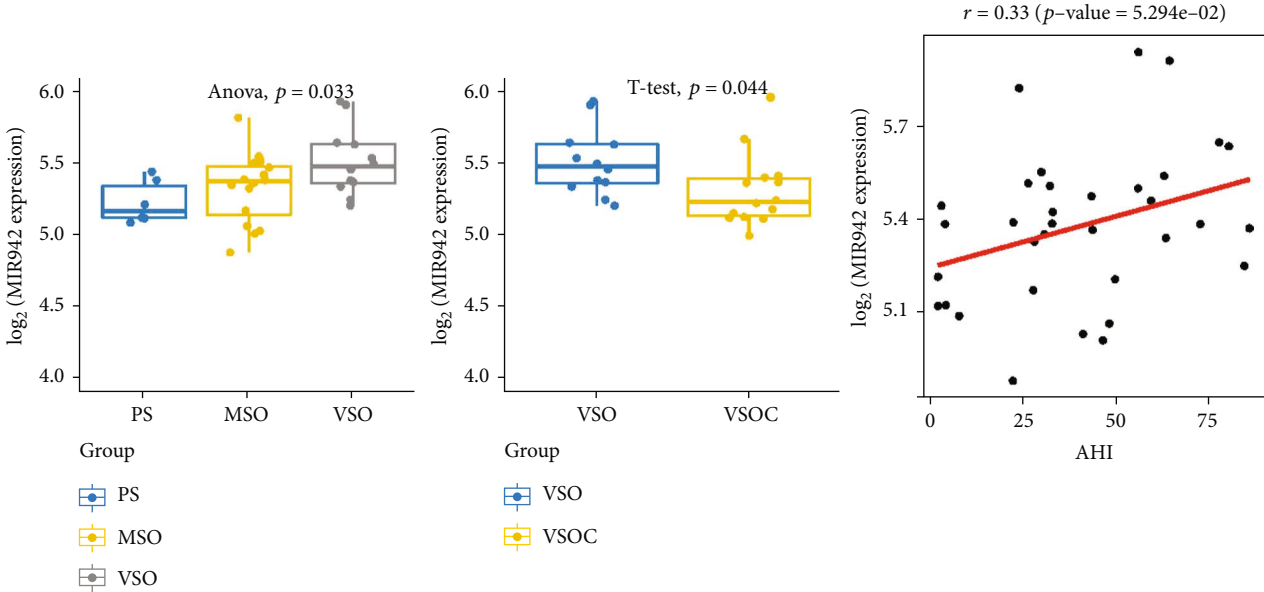 log2 (MIR942 expression)
6.0
5.5
5.0
4.5
4.0
Anova, p = 0.033
PS MSO VSO
Group
PS
MSO
VSO
log2 (MIR942 expression)
6.0
5.5
5.0
4.5
4.0
T-test, p = 0.044
VSO VSOC
Group
VSO
VSOC
r = 0.33 (p–value = 5.294e–02)
log2 (MIR942 expression)
5.7
5.4
5.1
0 25 50 75
AHI